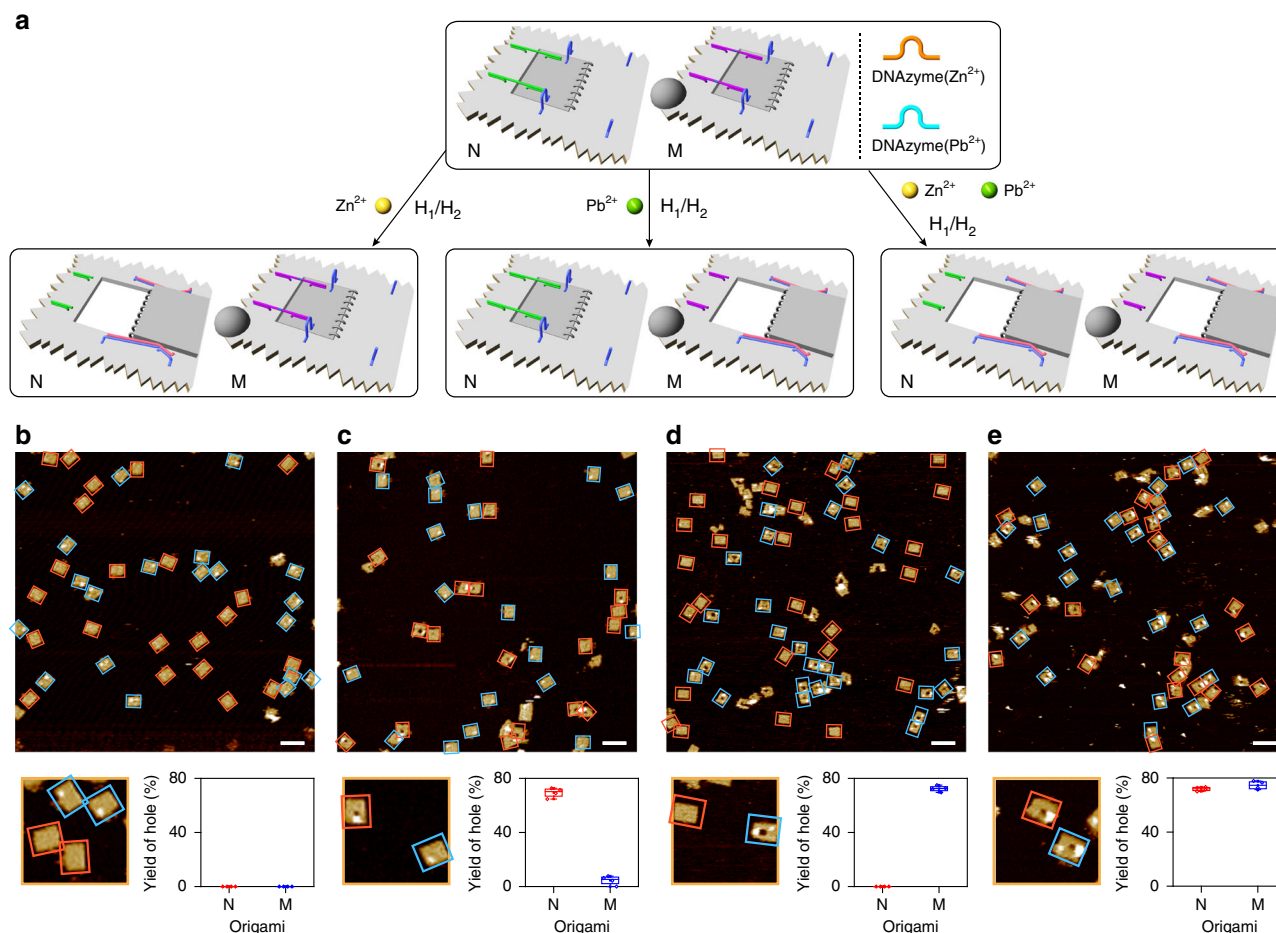 a
N
M
DNAzyme(Zn²⁺)
DNAzyme(Pb²⁺)
Zn²⁺
H₁/H₂
Pb²⁺
H₁/H₂
Zn²⁺ Pb²⁺
H₁/H₂
N
M
N
M
N
M
b
c
d
e
80
40
0
Yield of hole (%)
N M
Origami
80
40
0
Yield of hole (%)
N M
Origami
80
40
0
Yield of hole (%)
N M
Origami
80
40
0
Yield of hole (%)
N M
Origami